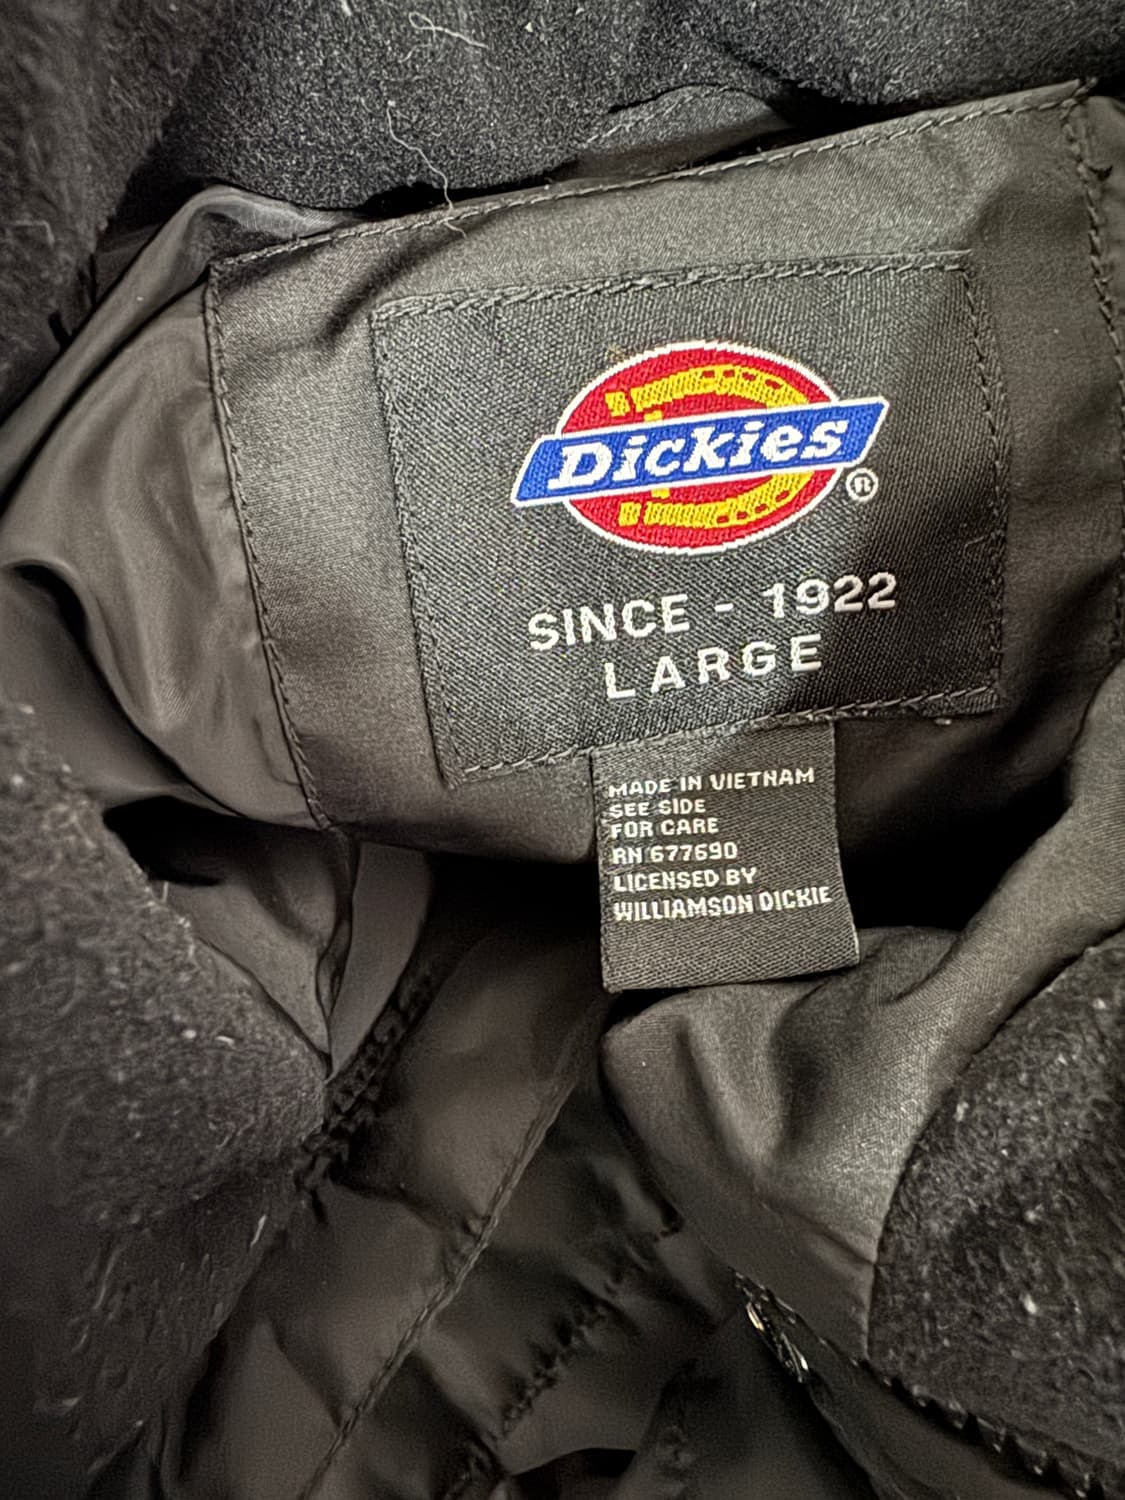 Dickies
®
SINCE - 1922
LARGE
MADE IN VIETNAM
SEE SIDE
FOR CARE
RN 677690
LICENSED BY
WILLIAMSON DICKIE